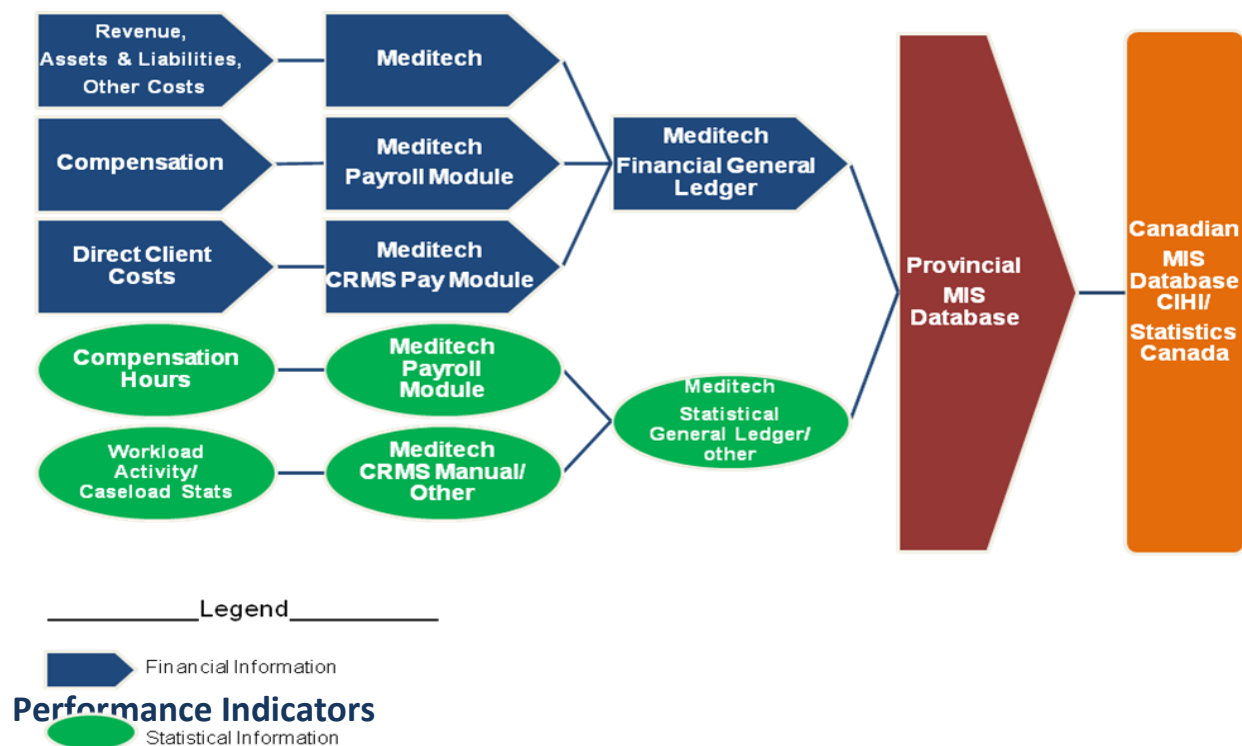 Revenue,
Assets & Liabilities,
Other Costs
Meditech
Compensation
Meditech
Payroll Module
Direct Client
Costs
Meditech
CRMS Pay Module
Meditech
Financial General
Ledger
Compensation
Hours
Meditech
Payroll
Module
Workload
Activity/
Caseload Stats
Meditech
CRMS Manual/
Other
Meditech
Statistical
General Ledger/
other
Provincial
MIS
Database
Canadian
MIS
Database
CIHI/
Statistics
Canada
__________Legend__________
Financial Information
Performance Indicators
Statistical Information